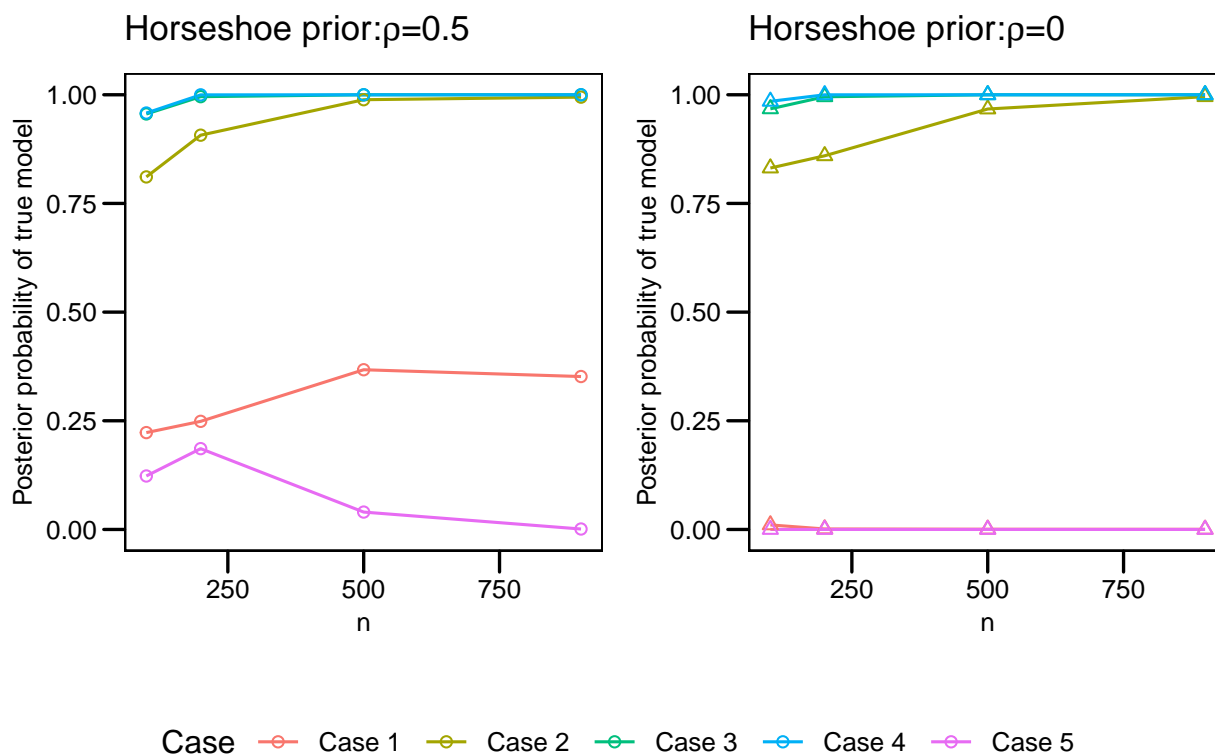 Horseshoe prior:ρ=0.5
Posterior probability of true model
1.00
0.75
0.50
0.25
0.00
250 500 750
n
Horseshoe prior:ρ=0
Posterior probability of true model
1.00
0.75
0.50
0.25
0.00
250 500 750
n
Case Case 1 Case 2 Case 3 Case 4 Case 5